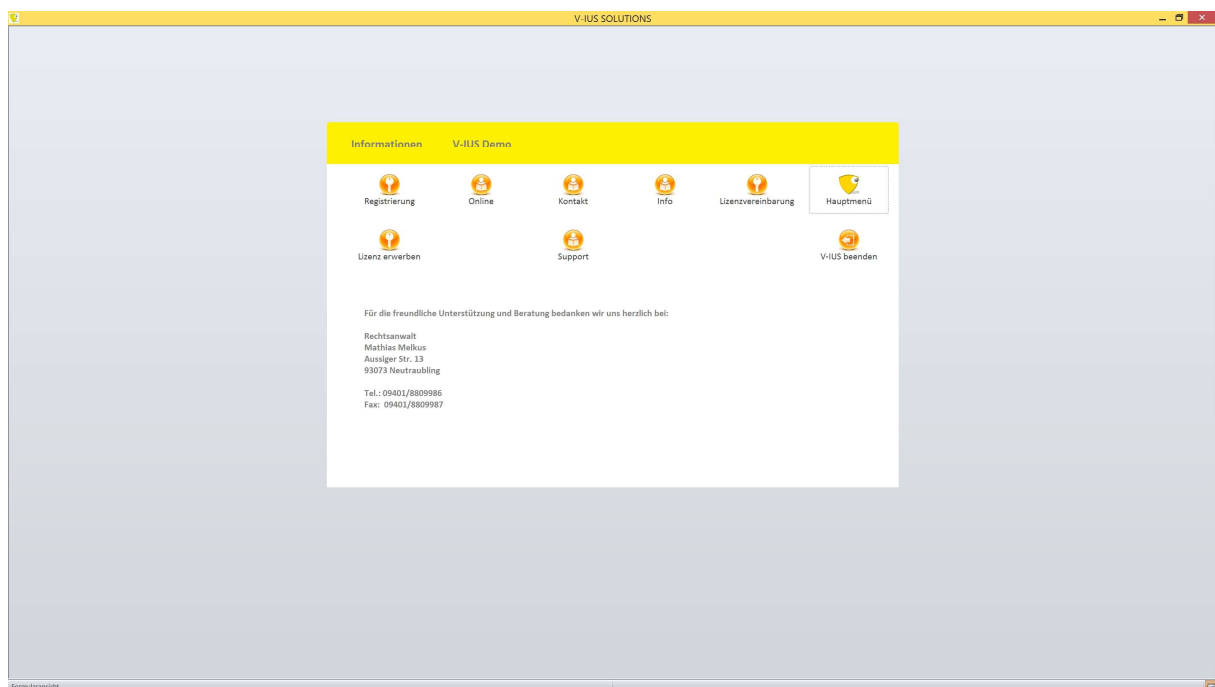 V-IUS SOLUTIONS
Informationen V-IUS Demo
Registrierung Online Kontakt Info Lizenzvereinbarung Hauptmenü
Lizenz erwerben Support V-IUS beenden
Für die freundliche Unterstützung und Beratung bedanken wir uns herzlich bei:
Rechtsanwalt
Mathias Melkus
Aussiger Str. 13
93073 Neutraubling
Tel.: 09401/8809986
Fax: 09401/8809987
Formularansicht